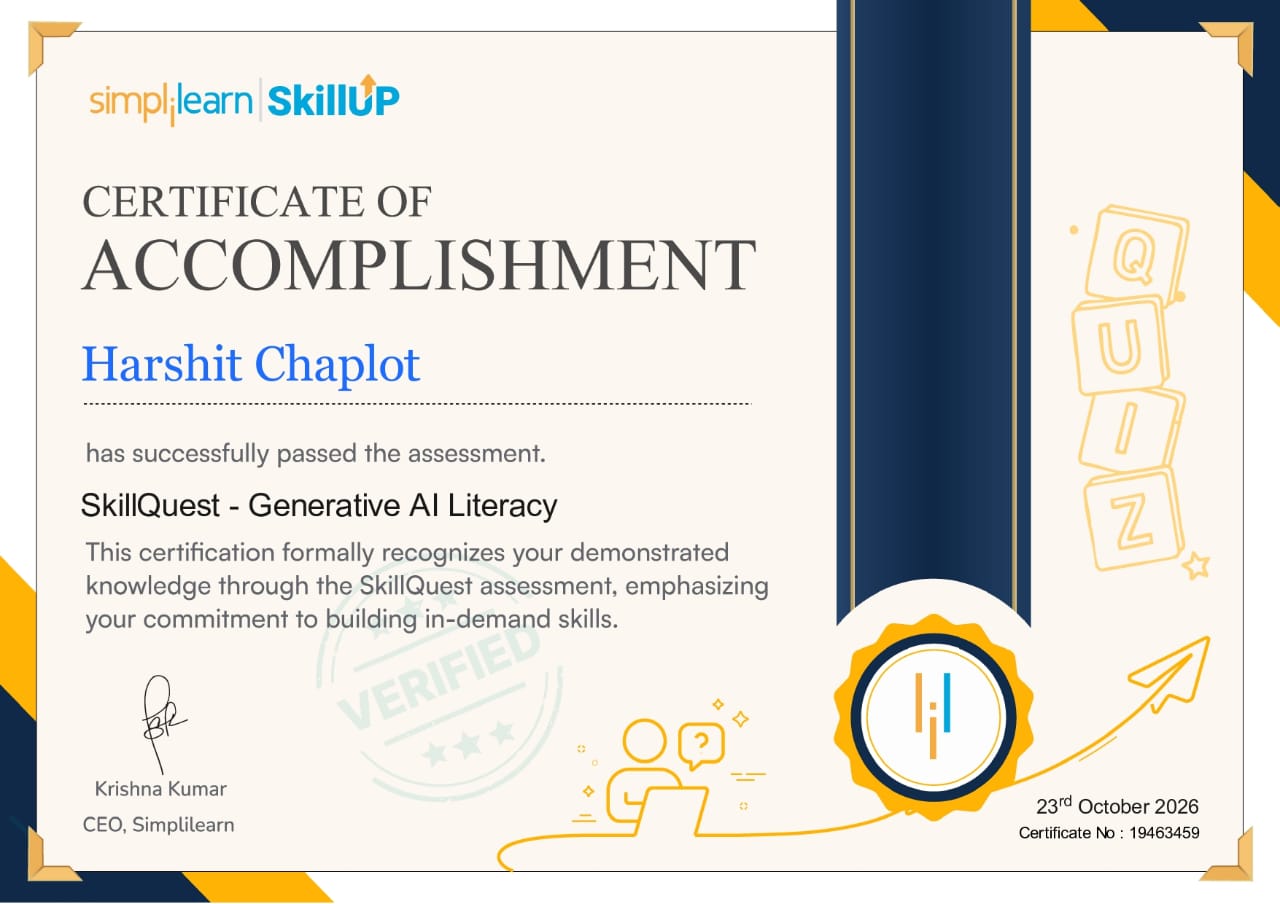 simplilearn | SkillUP
CERTIFICATE OF
ACCOMPLISHMENT
Harshit Chaplot
has successfully passed the assessment.
SkillQuest - Generative AI Literacy
This certification formally recognizes your demonstrated
knowledge through the SkillQuest assessment, emphasizing
your commitment to building in-demand skills.
VERIFIED
Krishna Kumar
CEO, Simplilearn
?
QUIZ
23rd October 2026
Certificate No : 19463459